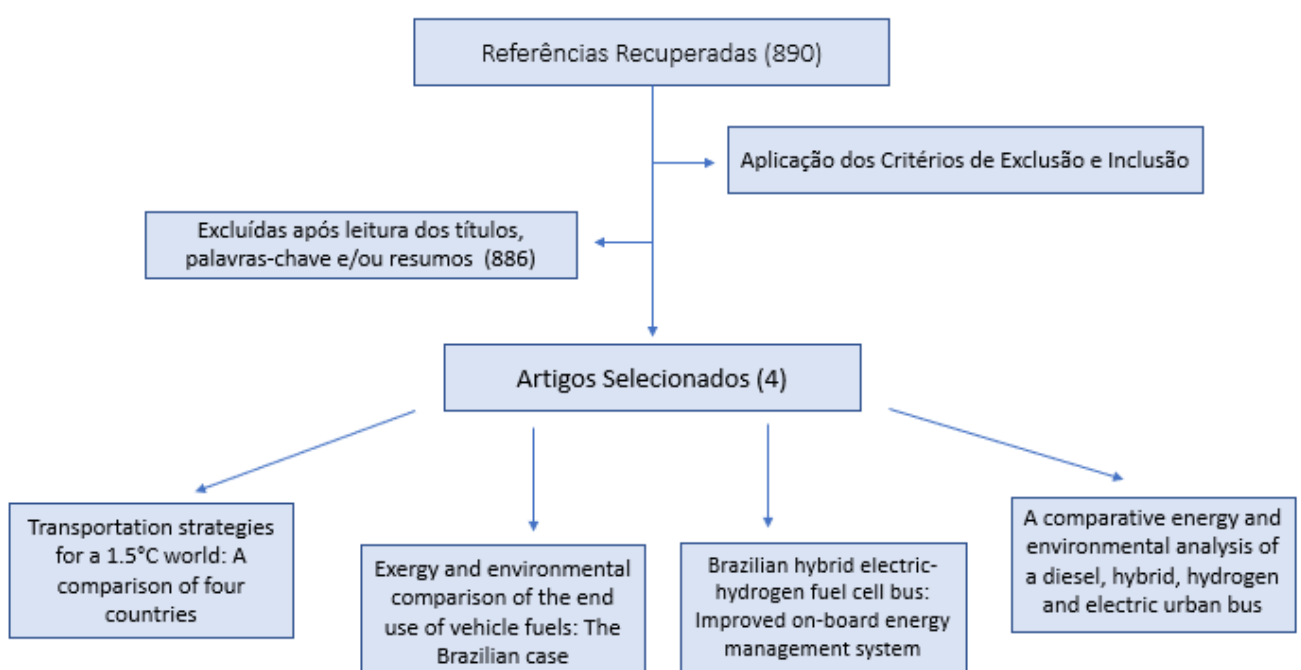 Referências Recuperadas (890)
Aplicação dos Critérios de Exclusão e Inclusão
Excluídas após leitura dos títulos,
palavras-chave e/ou resumos (886)
Artigos Selecionados (4)
Transportation strategies
for a 1.5°C world: A
comparison of four
countries
Exergy and environmental
comparison of the end
use of vehicle fuels: The
Brazilian case
Brazilian hybrid electric-
hydrogen fuel cell bus:
Improved on-board energy
management system
A comparative energy and
environmental analysis of
a diesel, hybrid, hydrogen
and electric urban bus